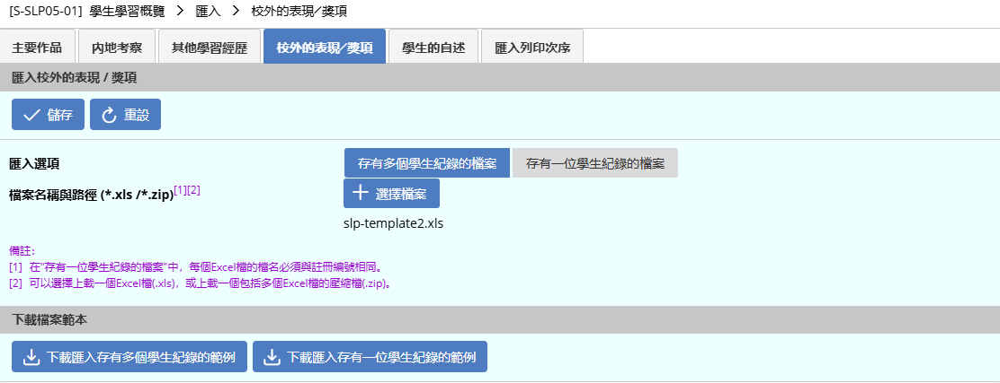 [S-SLP05-01] 學生學習概覽 > 匯入 > 校外的表現／獎項
主要作品 內地考察 其他學習經歷 校外的表現／獎項 學生的自述 匯入列印次序
匯入校外的表現 / 獎項
儲存 重設
匯入選項 存有多個學生紀錄的檔案 存有一位學生紀錄的檔案
檔案名稱與路徑 (*.xls /*.zip)[1][2] 選擇檔案
slp-template2.xls
備註：
[1] 在"存有一位學生紀錄的檔案"中，每個Excel檔的檔名必須與註冊編號相同。
[2] 可以選擇上載一個Excel檔(.xls)，或上載一個包括多個Excel檔的壓縮檔(.zip)。
下載檔案範本
下載匯入存有多個學生紀錄的範例 下載匯入存有一位學生紀錄的範例